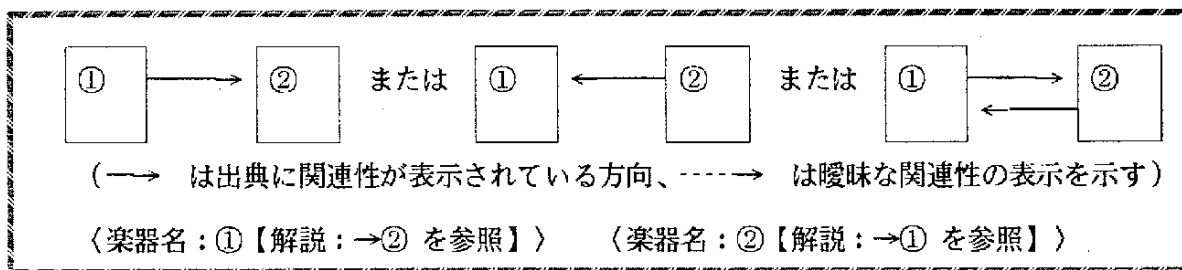 ① → ② または ① ← ② または ① → ← ②
(─→ は出典に関連性が表示されている方向、-----→ は曖昧な関連性の表示を示す)
〈楽器名：①【解説：→② を参照】〉 〈楽器名：②【解説：→① を参照】〉